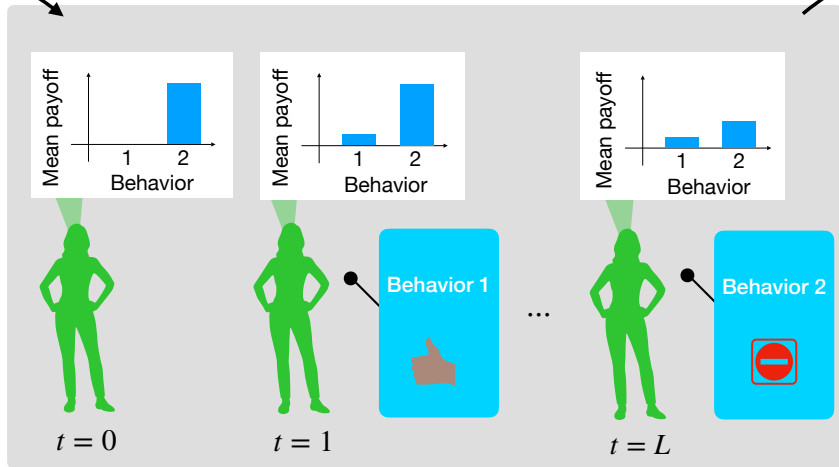 Mean payoff
1 2
Behavior
Mean payoff
1 2
Behavior
Mean payoff
1 2
Behavior
Behavior 1
...
Behavior 2
t = 0
t = 1
t = L